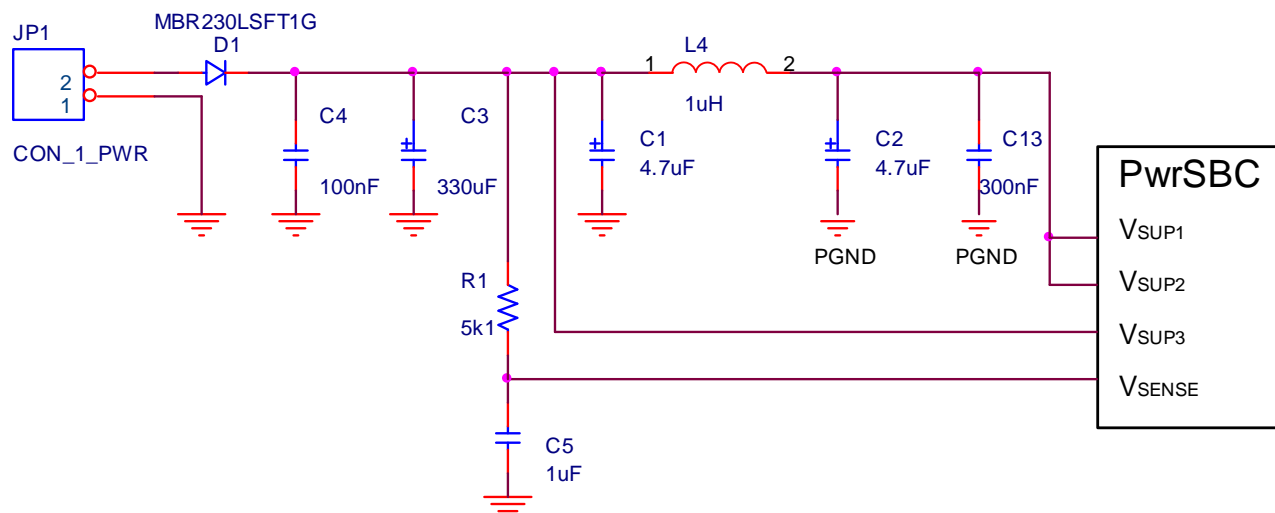 MBR230LSFT1G
JP1
D1
L4
1
2
2
1
1uH
C4
C3
C1
C2
C13
4.7uF
4.7uF
CON_1_PWR
100nF
330uF
300nF
PwrSBC
VSUP1
PGND
PGND
R1
VSUP2
5k1
VSUP3
VSENSE
C5
1uF